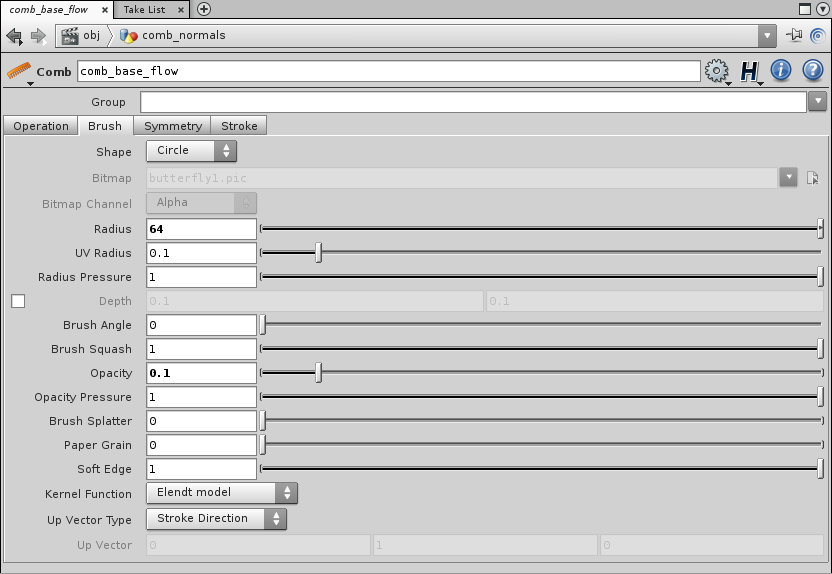 comb_base_flow Take List
obj comb_normals
Comb comb_base_flow
Group
Operation Brush Symmetry Stroke
Shape Circle
Bitmap butterfly1.pic
Bitmap Channel Alpha
Radius 64
UV Radius 0.1
Radius Pressure 1
Depth 0.1 0.1
Brush Angle 0
Brush Squash 1
Opacity 0.1
Opacity Pressure 1
Brush Splatter 0
Paper Grain 0
Soft Edge 1
Kernel Function Elendt model
Up Vector Type Stroke Direction
Up Vector 0 1 0